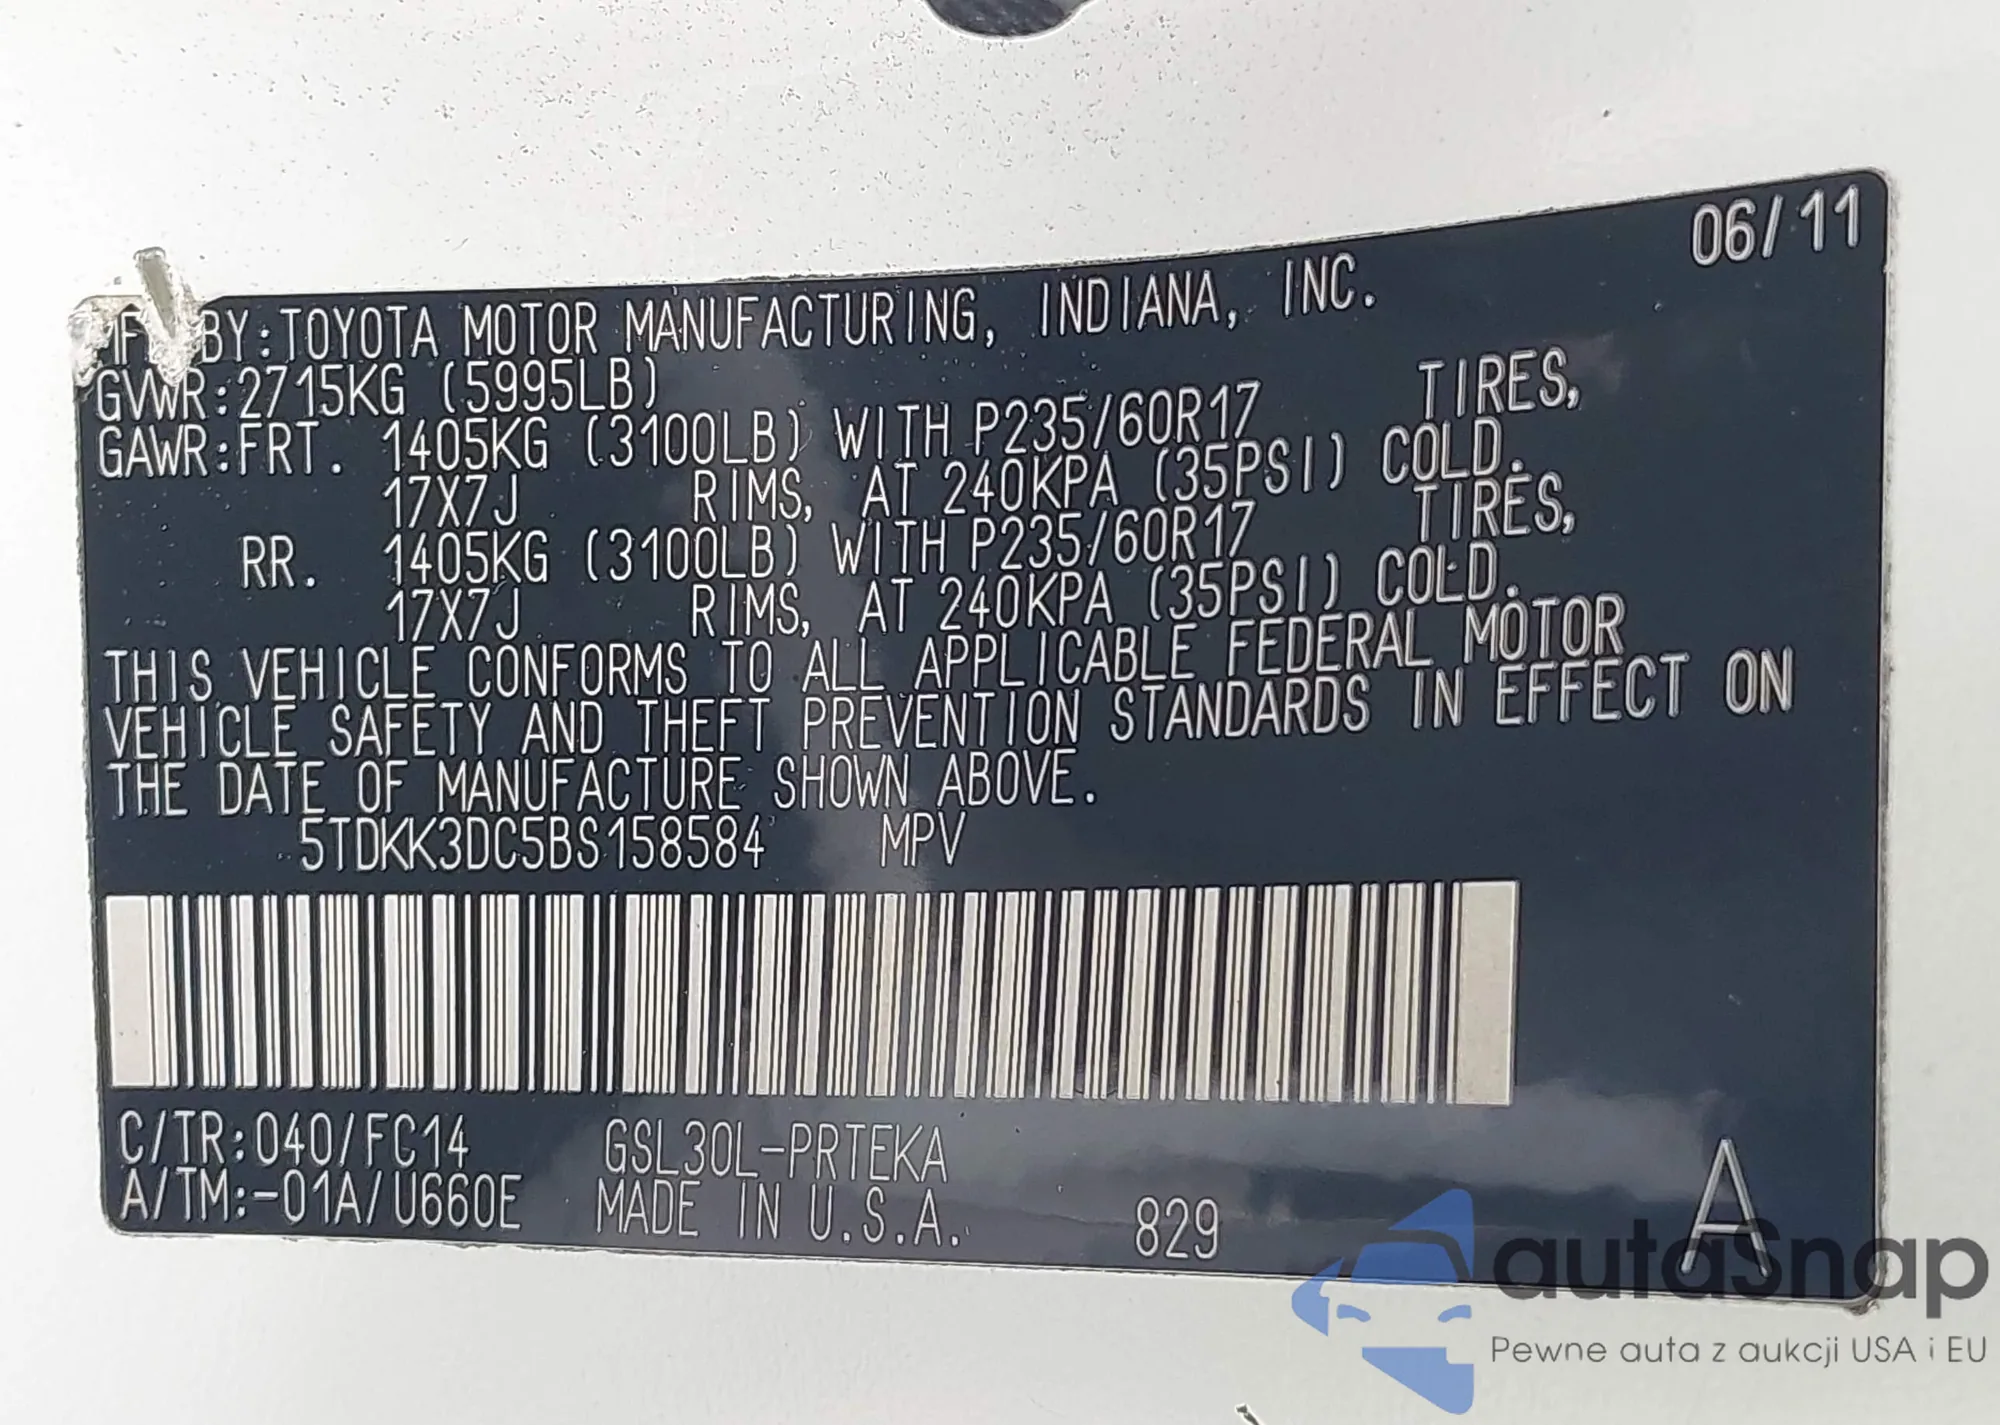 06/11
MFD BY:TOYOTA MOTOR MANUFACTURING, INDIANA, INC.
GVWR:2715KG (5995LB)
GAWR:FRT. 1405KG (3100LB) WITH P235/60R17 TIRES,
17X7J RIMS, AT 240KPA (35PSI) COLD.
RR. 1405KG (3100LB) WITH P235/60R17 TIRES,
17X7J RIMS, AT 240KPA (35PSI) COLD.
THIS VEHICLE CONFORMS TO ALL APPLICABLE FEDERAL MOTOR
VEHICLE SAFETY AND THEFT PREVENTION STANDARDS IN EFFECT ON
THE DATE OF MANUFACTURE SHOWN ABOVE.
5TDKK3DC5BS158584 MPV
C/TR:040/FC14 GSL30L-PRTEKA
A/TM:-01A/U660E MADE IN U.S.A. 829 A
autaSnap
Pewne auta z aukcji USA i EU